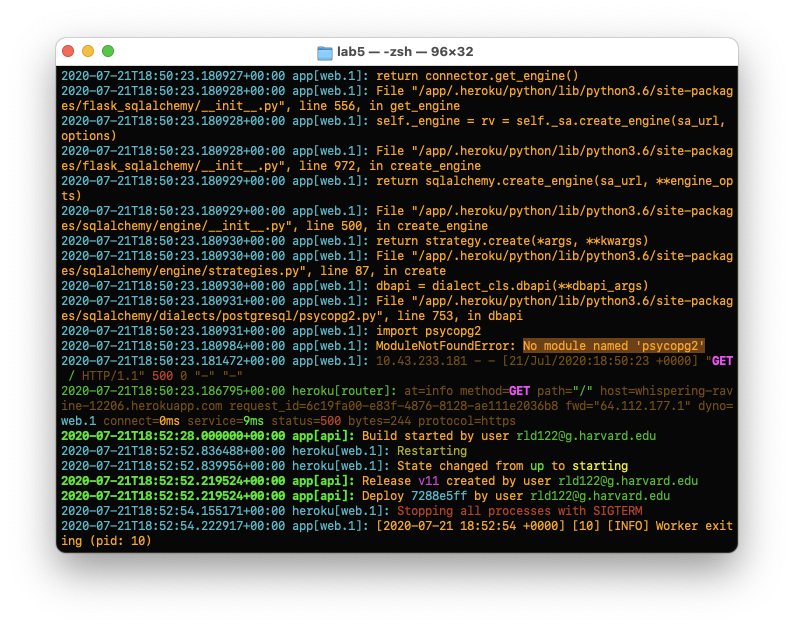 lab5 — -zsh — 96×32
2020-07-21T18:50:23.180927+00:00 app[web.1]: return connector.get_engine()
2020-07-21T18:50:23.180928+00:00 app[web.1]: File "/app/.heroku/python/lib/python3.6/site-packag
es/flask_sqlalchemy/__init__.py", line 556, in get_engine
2020-07-21T18:50:23.180928+00:00 app[web.1]: self._engine = rv = self._sa.create_engine(sa_url,
options)
2020-07-21T18:50:23.180928+00:00 app[web.1]: File "/app/.heroku/python/lib/python3.6/site-packag
es/flask_sqlalchemy/__init__.py", line 972, in create_engine
2020-07-21T18:50:23.180929+00:00 app[web.1]: return sqlalchemy.create_engine(sa_url, **engine_op
ts)
2020-07-21T18:50:23.180929+00:00 app[web.1]: File "/app/.heroku/python/lib/python3.6/site-packag
es/sqlalchemy/engine/__init__.py", line 500, in create_engine
2020-07-21T18:50:23.180930+00:00 app[web.1]: return strategy.create(*args, **kwargs)
2020-07-21T18:50:23.180930+00:00 app[web.1]: File "/app/.heroku/python/lib/python3.6/site-packag
es/sqlalchemy/engine/strategies.py", line 87, in create
2020-07-21T18:50:23.180930+00:00 app[web.1]: dbapi = dialect_cls.dbapi(**dbapi_args)
2020-07-21T18:50:23.180931+00:00 app[web.1]: File "/app/.heroku/python/lib/python3.6/site-packag
es/sqlalchemy/dialects/postgresql/psycopg2.py", line 753, in dbapi
2020-07-21T18:50:23.180931+00:00 app[web.1]: import psycopg2
2020-07-21T18:50:23.180984+00:00 app[web.1]: ModuleNotFoundError: No module named 'psycopg2'
2020-07-21T18:50:23.181472+00:00 app[web.1]: 10.43.233.181 - - [21/Jul/2020:18:50:23 +0000] "GET
/ HTTP/1.1" 500 0 "-" "-"
2020-07-21T18:50:23.186795+00:00 heroku[router]: at=info method=GET path="/" host=whispering-rav
ine-12206.herokuapp.com request_id=6c19fa00-e83f-4876-8128-ae111e2036b8 fwd="64.112.177.1" dyno=
web.1 connect=0ms service=9ms status=500 bytes=244 protocol=https
2020-07-21T18:52:28.000000+00:00 app[api]: Build started by user rld122@g.harvard.edu
2020-07-21T18:52:52.836488+00:00 heroku[web.1]: Restarting
2020-07-21T18:52:52.839956+00:00 heroku[web.1]: State changed from up to starting
2020-07-21T18:52:52.219524+00:00 app[api]: Release v11 created by user rld122@g.harvard.edu
2020-07-21T18:52:52.219524+00:00 app[api]: Deploy 7288e5ff by user rld122@g.harvard.edu
2020-07-21T18:52:54.155171+00:00 heroku[web.1]: Stopping all processes with SIGTERM
2020-07-21T18:52:54.222917+00:00 app[web.1]: [2020-07-21 18:52:54 +0000] [10] [INFO] Worker exit
ing (pid: 10)